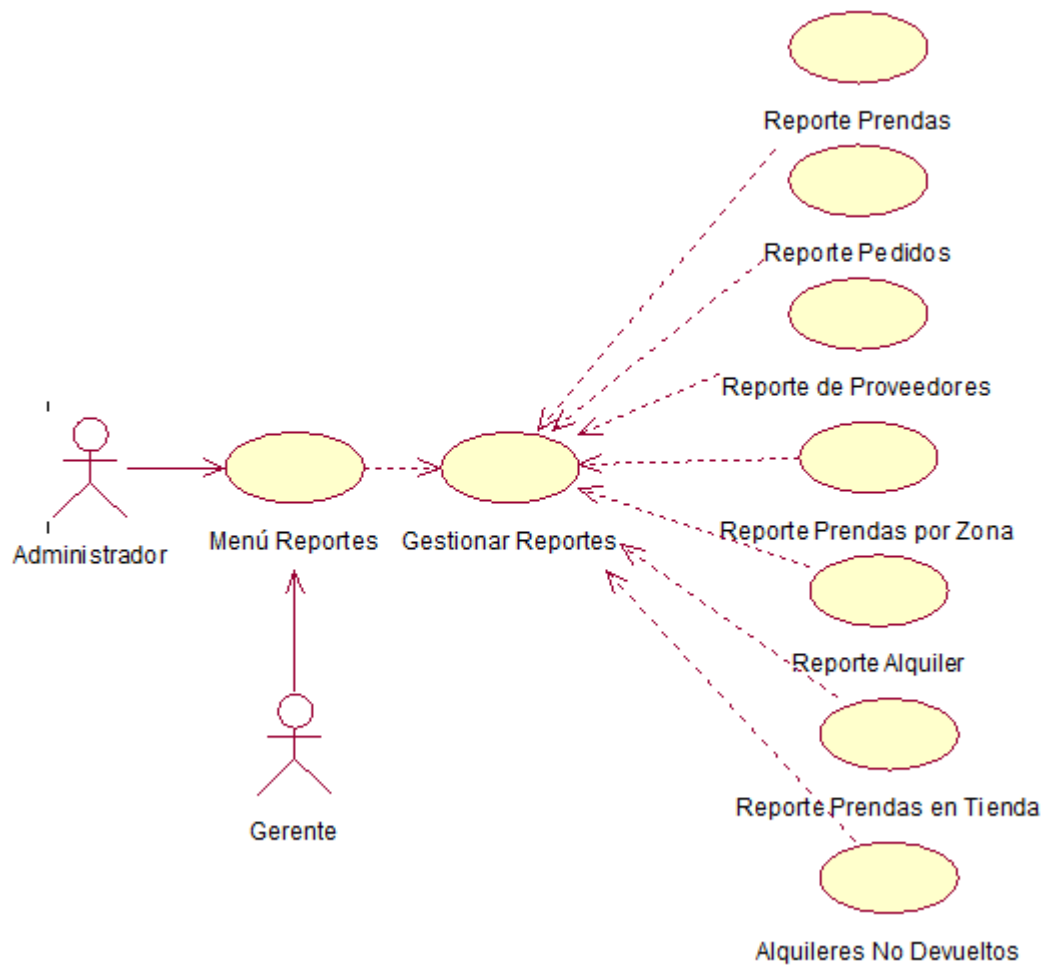 Reporte Prendas
Reporte Pedidos
Reporte de Proveedores
Reporte Prendas por Zona
Administrador
Menú Reportes
Gestionar Reportes
Reporte Alquiler
Reporte Prendas en Tienda
Gerente
Alquileres No Devueltos